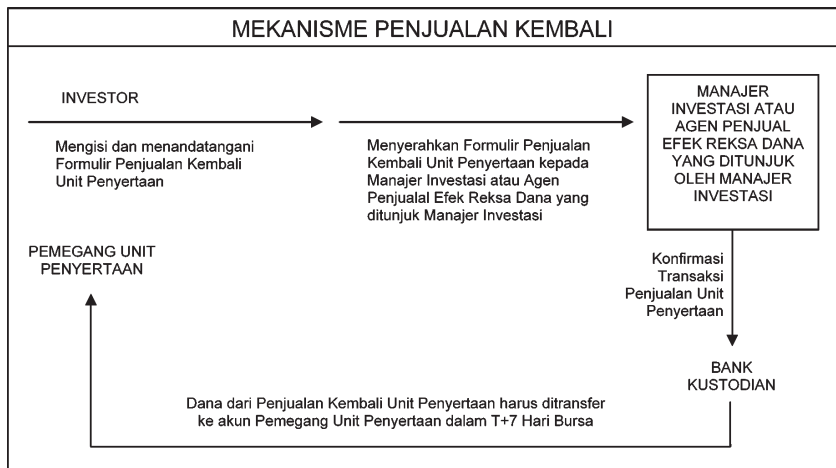 MEKANISME PENJUALAN KEMBALI
INVESTOR
Mengisi dan menandatangani
Formulir Penjualan Kembali
Unit Penyertaan
Menyerahkan Formulir Penjualan
Kembali Unit Penyertaan kepada
Manajer Investasi atau Agen
Penjualal Efek Reksa Dana yang
ditunjuk Manajer Investasi
MANAJER
INVESTASI ATAU
AGEN PENJUAL
EFEK REKSA DANA
YANG DITUNJUK
OLEH MANAJER
INVESTASI
PEMEGANG UNIT
PENYERTAAN
Konfirmasi
Transaksi
Penjualan Unit
Penyertaan
BANK
KUSTODIAN
Dana dari Penjualan Kembali Unit Penyertaan harus ditransfer
ke akun Pemegang Unit Penyertaan dalam T+7 Hari Bursa